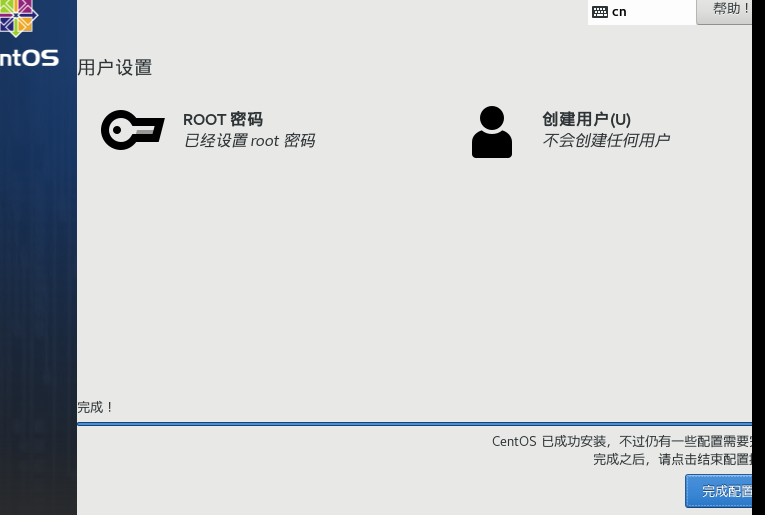 cn
帮助！
ntOS
用户设置
ROOT 密码
已经设置 root 密码
创建用户(U)
不会创建任何用户
完成！
CentOS 已成功安装，不过仍有一些配置需要
完成之后，请点击结束配置
完成配置